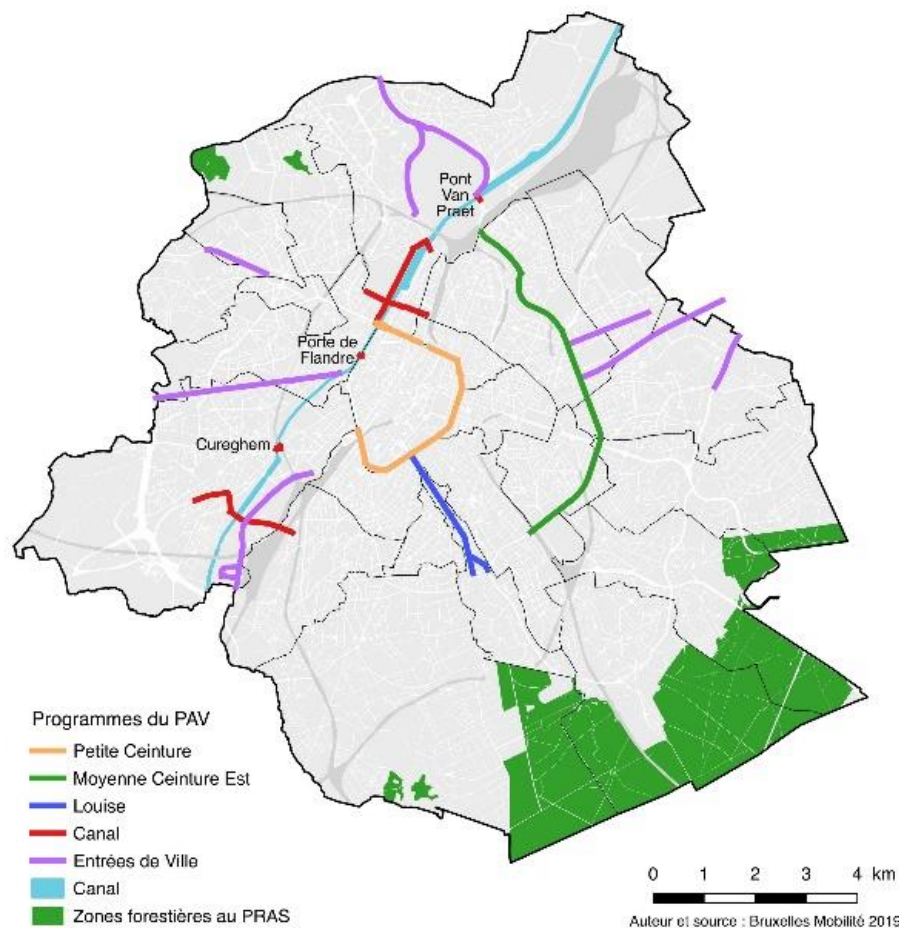 Pont
Van
Praet
Porte de
Flandre
Cureghem
Programmes du PAV
Petite Ceinture
Moyenne Ceinture Est
Louise
Canal
Entrées de Ville
Canal
Zones forestières au PRAS
0 1 2 3 4 km
Auteur et source : Bruxelles Mobilité 2019